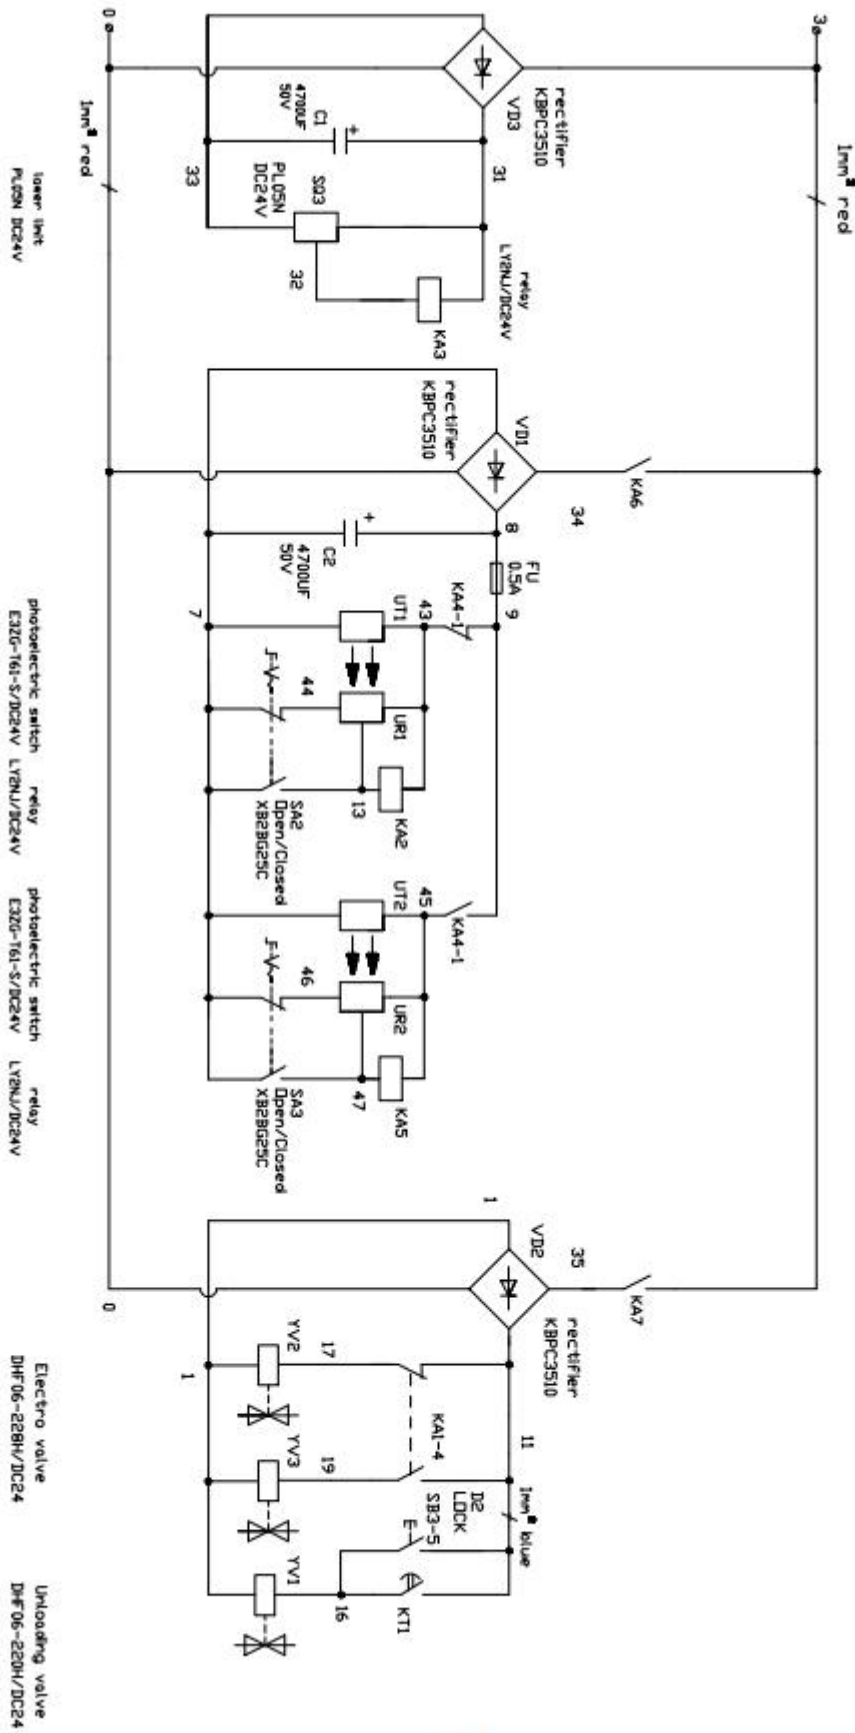 3ø
1mm² red
rectifier
KBPC3510
VD3
C1
4700UF
50V
+
31
33
SQ3
PL05N
DC24V
32
relay
LY2NJ/DC24V
KA3
0ø
1mm² red
lower limit
PL05N DC24V
KA6
34
VD1
rectifier
KBPC3510
8
+
C2
4700UF
50V
FU
0.5A
9
KA4-1
43
UT1
7
UR1
44
KA2
13
SA2
Open/Closed
XB2BG25C
KA4-1
45
UT2
UR2
46
KA5
47
SA3
Open/Closed
XB2BG25C
photoelectric switch
E3ZG-T61-S/DC24V
relay
LY2NJ/DC24V
photoelectric switch
E3ZG-T61-S/DC24V
relay
LY2NJ/DC24V
KA7
35
1
VD2
rectifier
KBPC3510
0
11
1mm² blue
KA1-4
17
YV2
1
19
YV3
D2
LOCK
SB3-5
E
KT1
16
YV1
Electro valve
DHF06-228H/DC24
Unloading valve
DHF06-220H/DC24